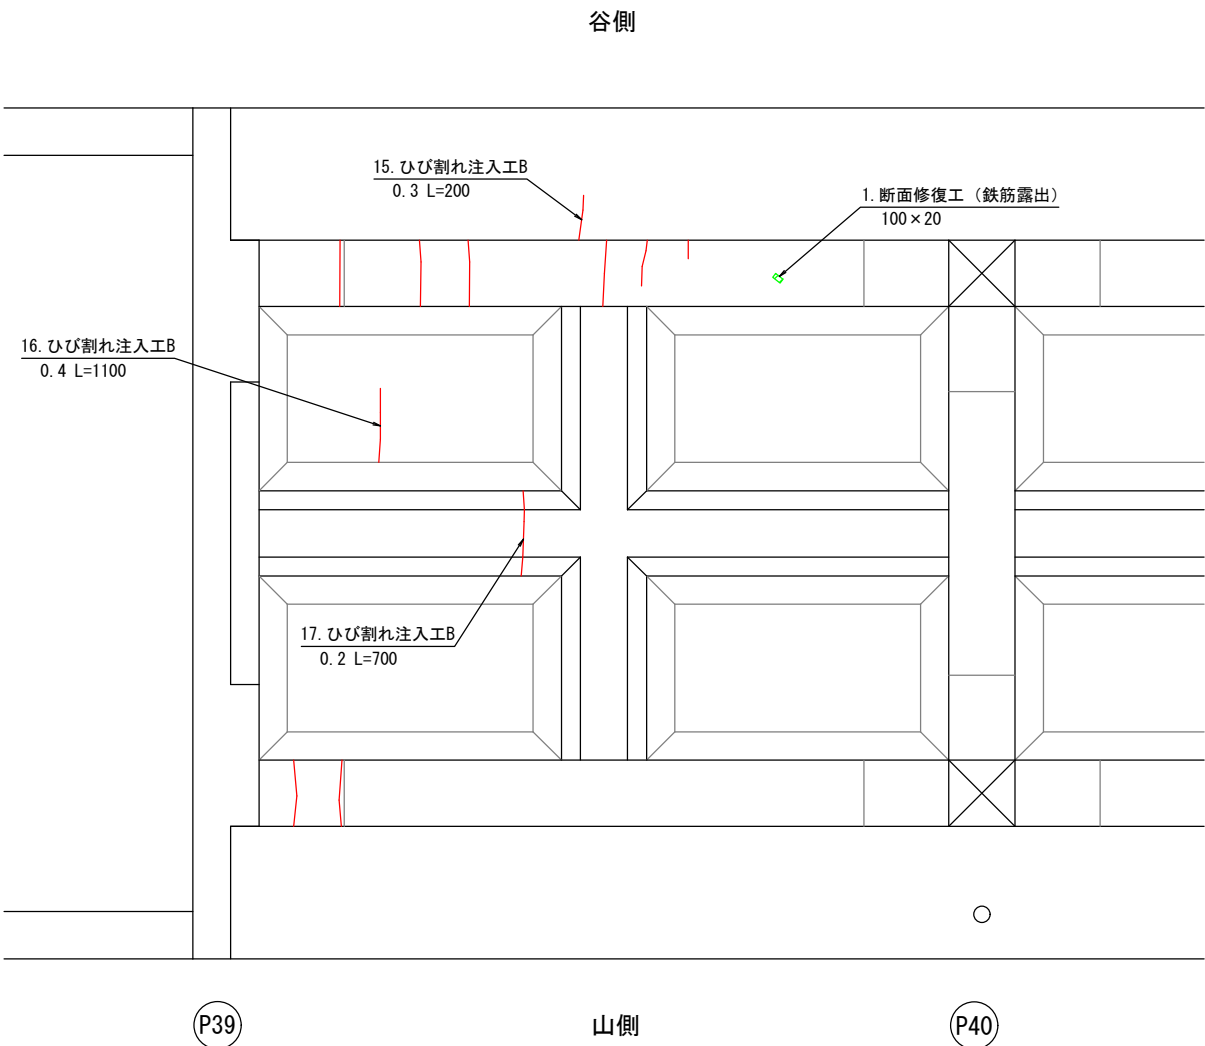 谷側
15.ひび割れ注入工B
0.3 L=200
1.断面修復工（鉄筋露出）
100×20
16.ひび割れ注入工B
0.4 L=1100
17.ひび割れ注入工B
0.2 L=700
P39
山側
P40